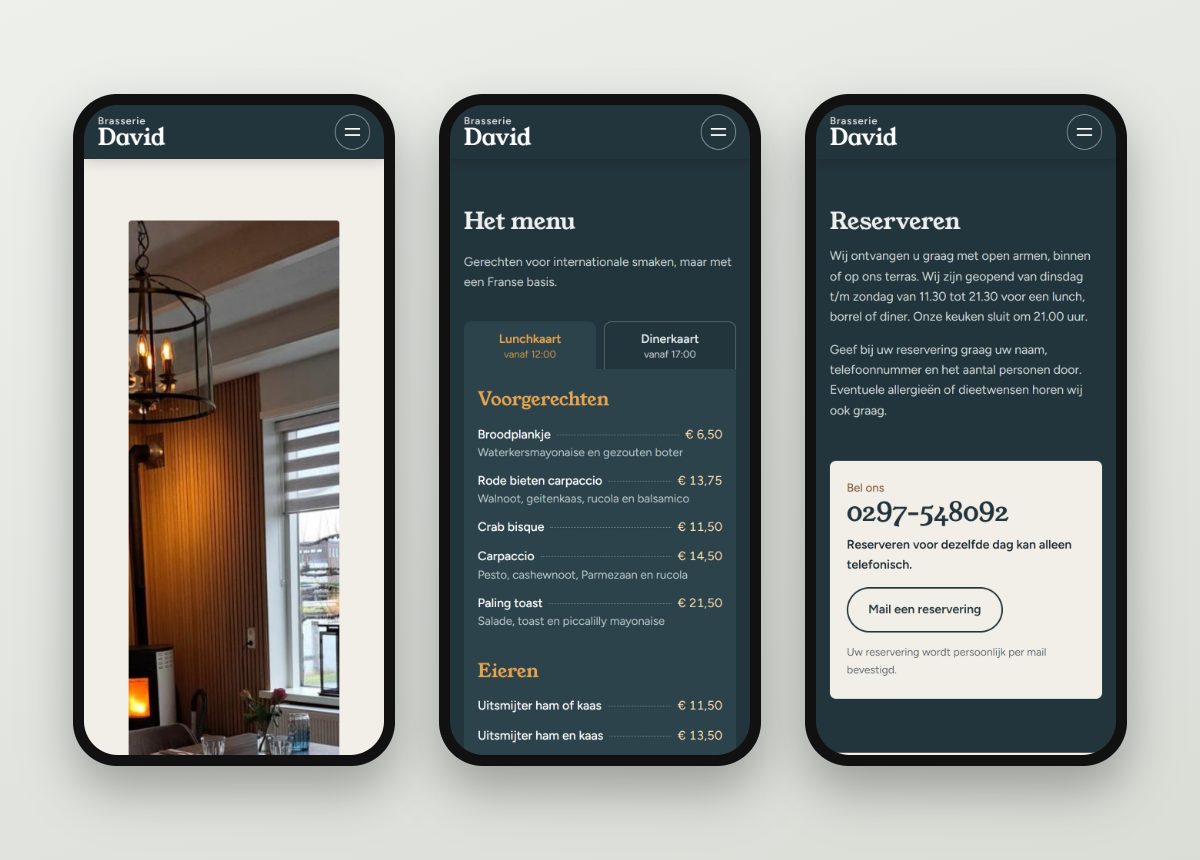 Brasserie
David
Brasserie
David
Het menu
Gerechten voor internationale smaken, maar met
een Franse basis.
Lunchkaart
vanaf 12:00
Dinerkaart
vanaf 17:00
Voorgerechten
Broodplankje € 6,50
Waterkersmayonaise en gezouten boter
Rode bieten carpaccio € 13,75
Walnoot, geitenkaas, rucola en balsamico
Crab bisque € 11,50
Carpaccio € 14,50
Pesto, cashewnoot, Parmezaan en rucola
Paling toast € 21,50
Salade, toast en piccalilly mayonaise
Eieren
Uitsmijter ham of kaas € 11,50
Uitsmijter ham en kaas € 13,50
Brasserie
David
Reserveren
Wij ontvangen u graag met open armen, binnen
of op ons terras. Wij zijn geopend van dinsdag
t/m zondag van 11.30 tot 21.30 voor een lunch,
borrel of diner. Onze keuken sluit om 21.00 uur.
Geef bij uw reservering graag uw naam,
telefoonnummer en het aantal personen door.
Eventuele allergieën of dieetwensen horen wij
ook graag.
Bel ons
0297-548092
Reserveren voor dezelfde dag kan alleen
telefonisch.
Mail een reservering
Uw reservering wordt persoonlijk per mail
bevestigd.